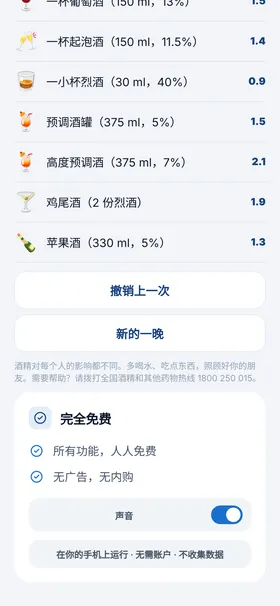 一杯葡萄酒（150 ml，13%） 1.5
一杯起泡酒（150 ml，11.5%） 1.4
一小杯烈酒（30 ml，40%） 0.9
预调酒罐（375 ml，5%） 1.5
高度预调酒（375 ml，7%） 2.1
鸡尾酒（2 份烈酒） 1.9
苹果酒（330 ml，5%） 1.3
撤销上一次
新的一晚
酒精对每个人的影响都不同。多喝水、吃点东西，照顾好你的朋
友。需要帮助？请拨打全国酒精和其他药物热线 1800 250 015。
完全免费
所有功能，人人免费
无广告，无内购
声音
在你的手机上运行 · 无需账户 · 不收集数据